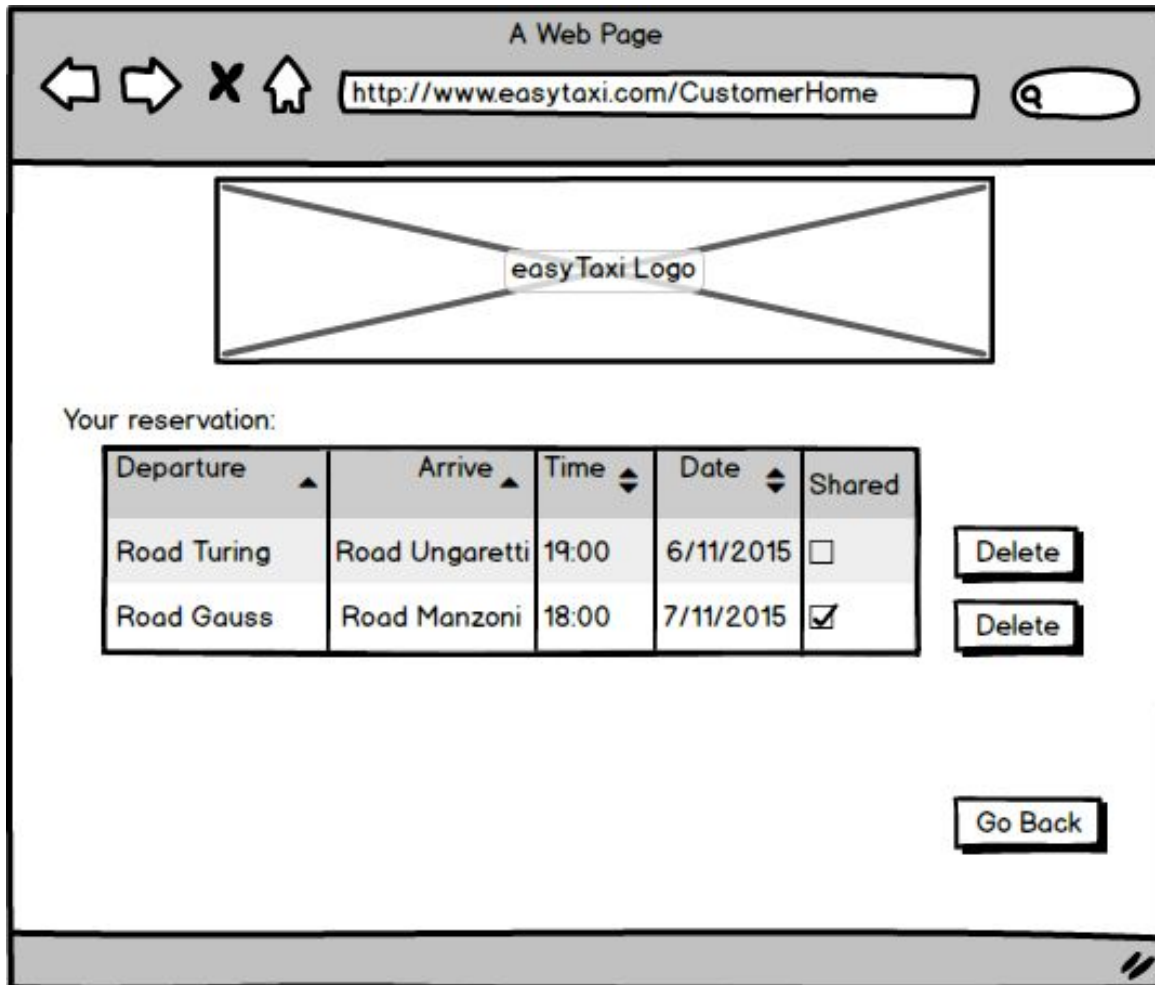 A Web Page
http://www.easytaxi.com/CustomerHome
easyTaxi Logo
Your reservation:
Departure Arrive Time Date Shared
Road Turing Road Ungaretti 19:00 6/11/2015 Delete
Road Gauss Road Manzoni 18:00 7/11/2015 Delete
Go Back